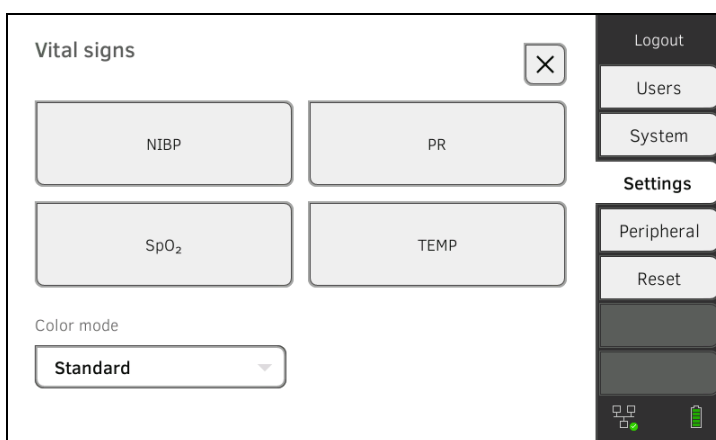 Vital signs
NIBP
PR
SpO₂
TEMP
Color mode
Standard
Logout
Users
System
Settings
Peripheral
Reset